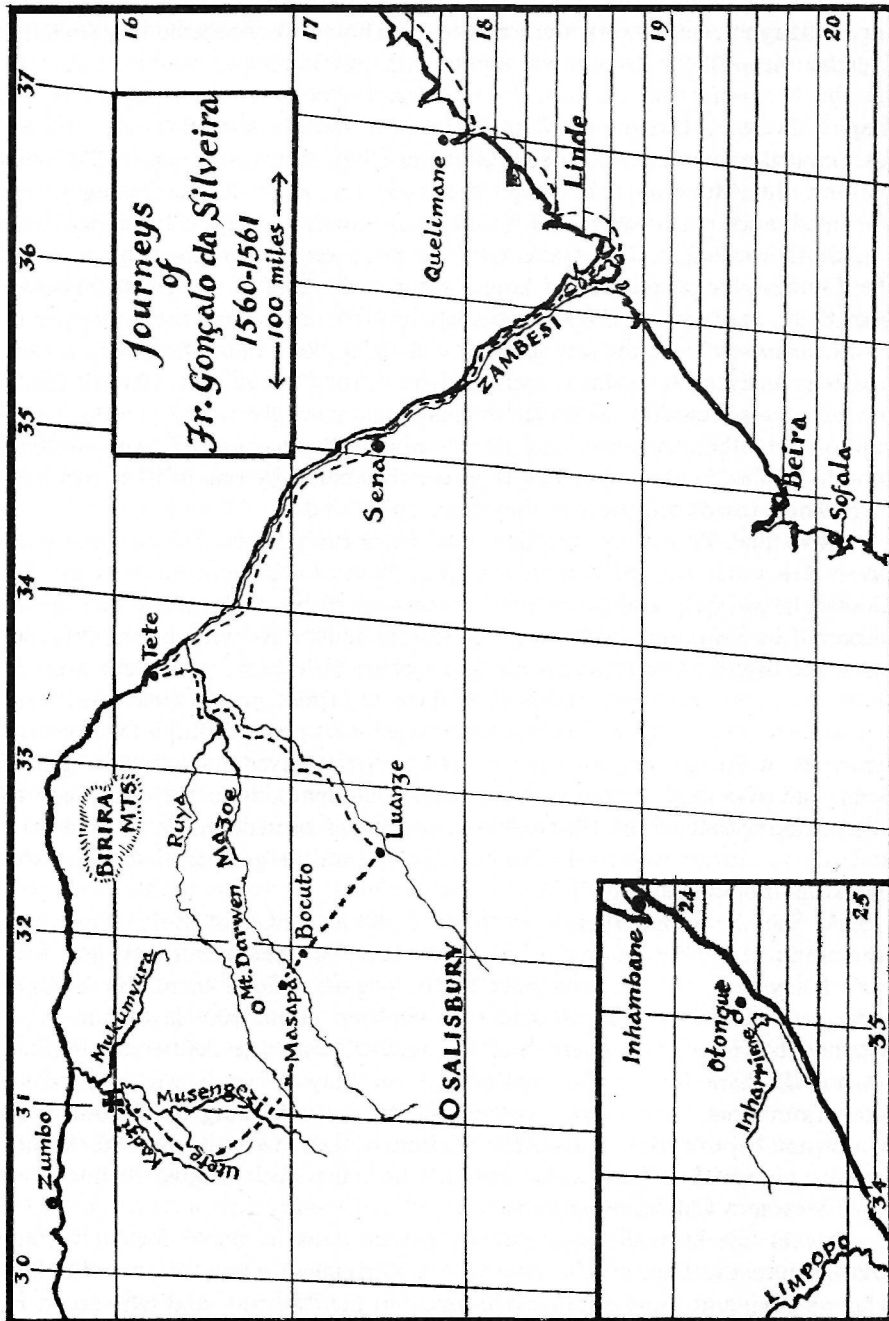 30
31
32
33
34
35
36
37
16
17
18
19
20
Journeys
of
Fr. Gonçalo da Silveira
1560-1561
100 miles
Zumbo
Mukumvura
BIRIRA
MTS.
Tete
Musengezi
Utete
Ruya
MAZOE
Mt. Darwen
Masapa
Bocuto
Luanze
SALISBURY
Sena
ZAMBESI
Quelimane
Linde
Beira
Sofala
Inhambane
Otongue
Inharrime
LIMPOPO
24
25
34
35